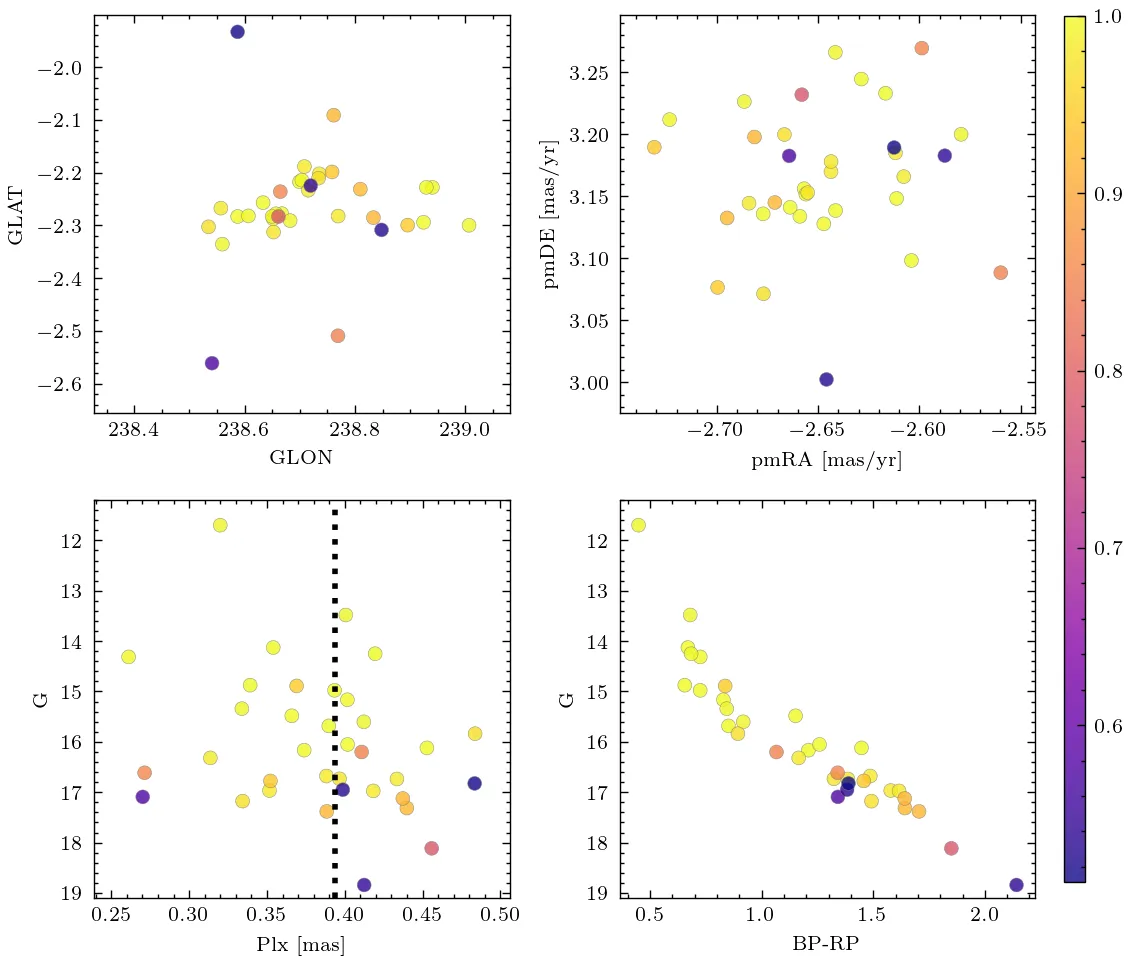 −2.0
−2.1
−2.2
−2.3
−2.4
−2.5
−2.6
GLAT
238.4 238.6 238.8 239.0
GLON
3.25
3.20
3.15
3.10
3.05
3.00
pmDE [mas/yr]
−2.70 −2.65 −2.60 −2.55
pmRA [mas/yr]
1.0
0.9
0.8
0.7
0.6
12
13
14
15
16
17
18
19
G
0.25 0.30 0.35 0.40 0.45 0.50
Plx [mas]
12
13
14
15
16
17
18
19
G
0.5 1.0 1.5 2.0
BP-RP